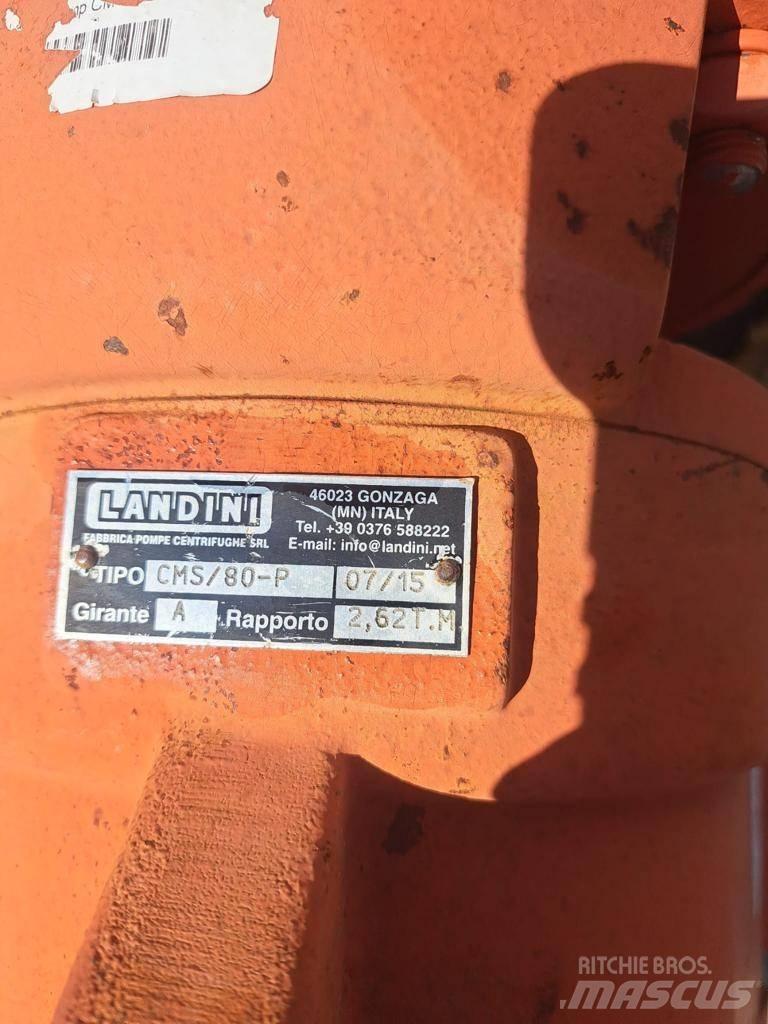 LANDINI
FABBRICA POMPE CENTRIFUGHE SRL
46023 GONZAGA
(MN) ITALY
Tel. +39 0376 588222
E-mail: info@landini.net
TIPO CMS/80-P 07/15
Girante A Rapporto 2,62T.M
RITCHIE BROS.
MASCUS